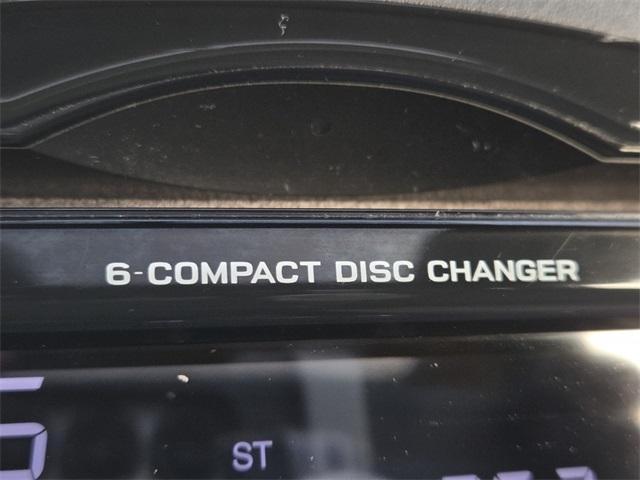 6-COMPACT DISC CHANGER
ST